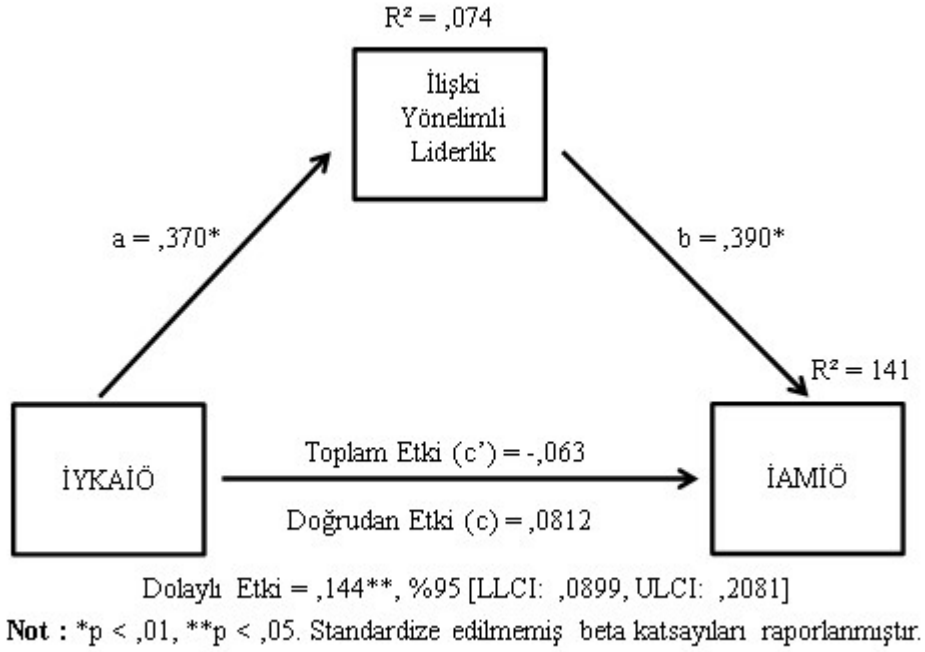 R² = ,074
İlişki
Yönelimli
Liderlik
a = ,370*
b = ,390*
R² = 141
İYKAİÖ
Toplam Etki (c’) = -,063
Doğrudan Etki (c) = ,0812
İAMİÖ
Dolaylı Etki = ,144**, %95 [LLCI: ,0899, ULCI: ,2081]
Not : *p < ,01, **p < ,05. Standardize edilmemiş beta katsayıları raporlanmıştır.